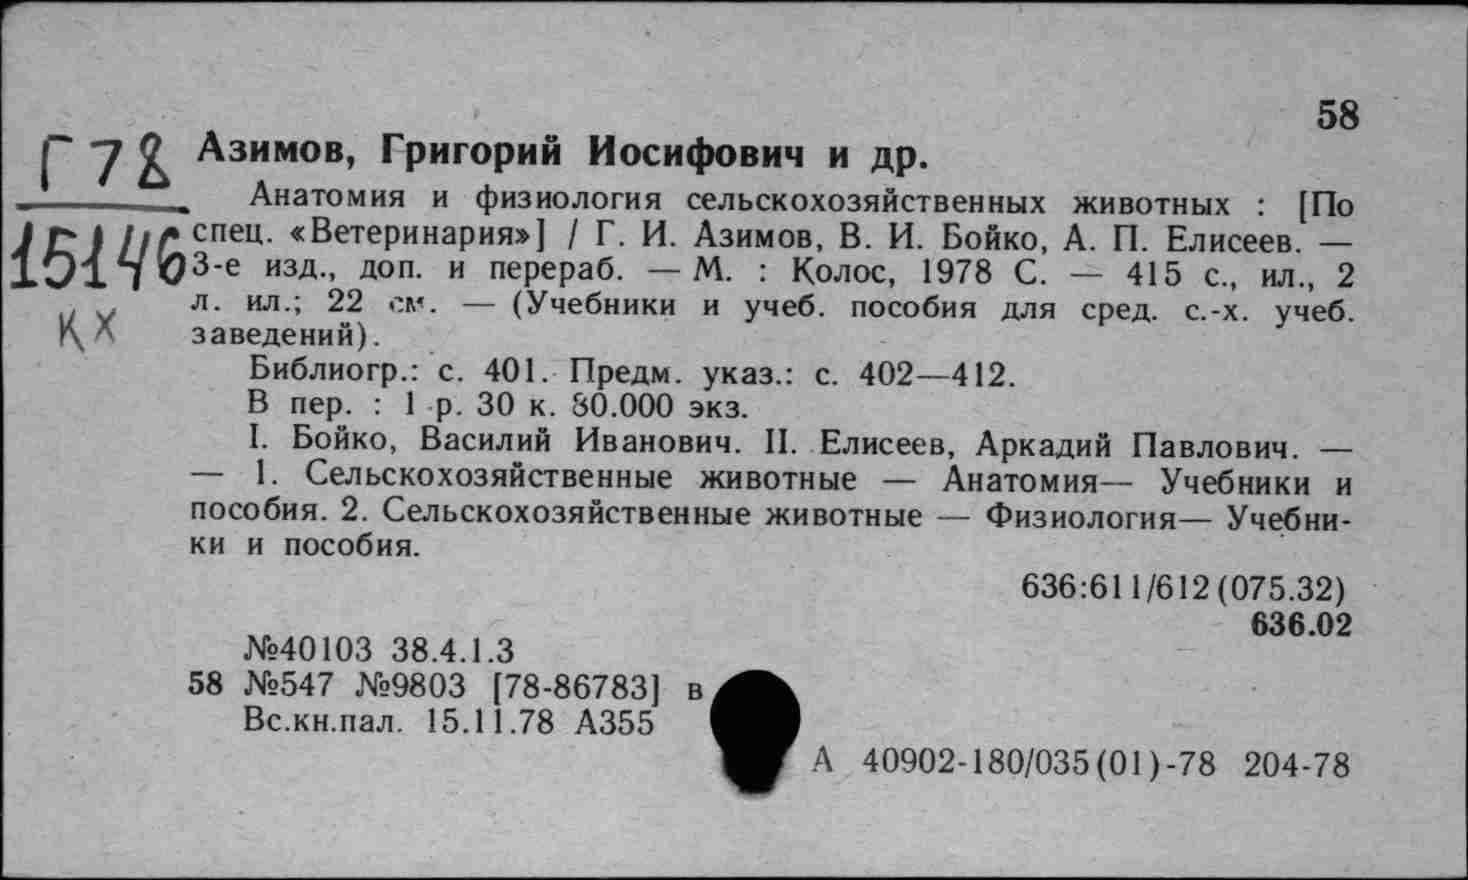 58
Г78
15146
КХ
Азимов, Григорий Иосифович и др.
Анатомия и физиология сельскохозяйственных животных : [По
спец. «Ветеринария»] / Г. И. Азимов, В. И. Бойко, А. П. Елисеев. —
3-е изд., доп. и перераб. — М. : Колос, 1978 С. — 415 с., ил., 2
л. ил.; 22 см. — (Учебники и учеб. пособия для сред. с.-х. учеб.
заведений).
Библиогр.: с. 401. Предм. указ.: с. 402—412.
В пер. : 1 р. 30 к. 80.000 экз.
I. Бойко, Василий Иванович. II. Елисеев, Аркадий Павлович. —
— 1. Сельскохозяйственные животные — Анатомия— Учебники и
пособия. 2. Сельскохозяйственные животные — Физиология— Учебни-
ки и пособия.
636:611/612(075.32)
636.02
№40103 38.4.1.3
58 №547 №9803 [78-86783] в
Вс.кн.пал. 15.11.78 А355
А 40902-180/035(01)-78 204-78